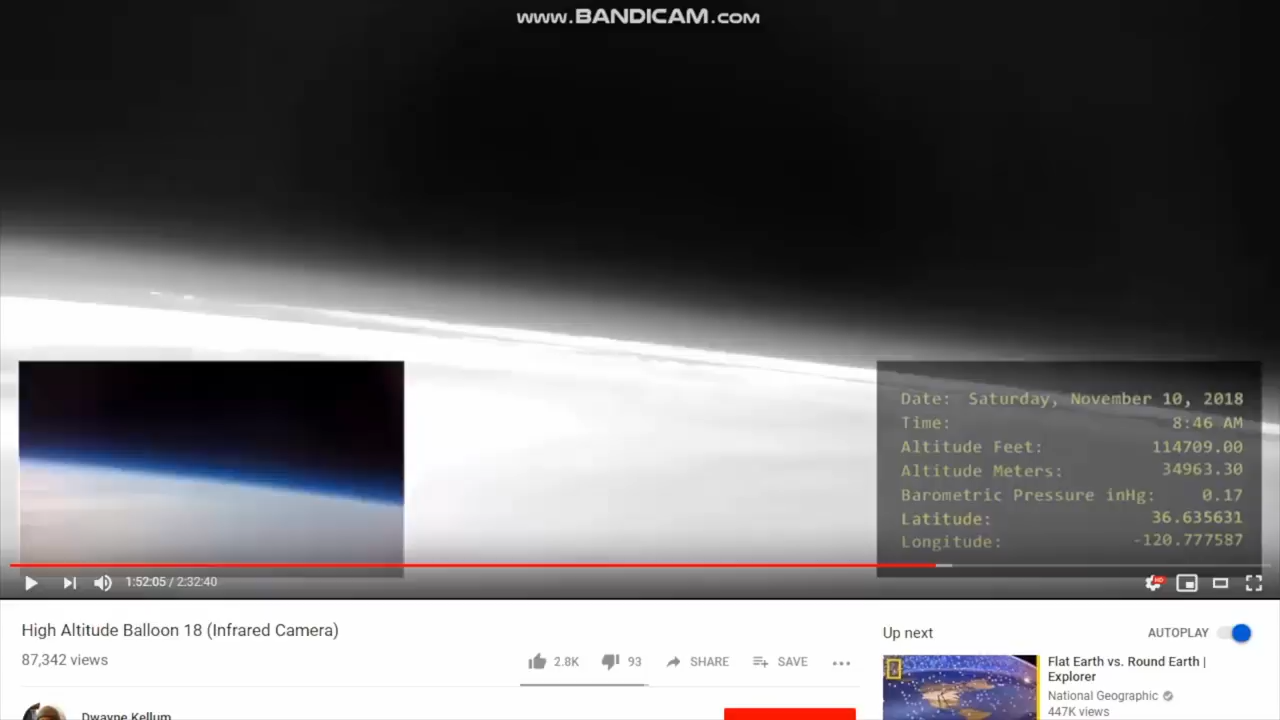 www.BANDICAM.com
Date: Saturday, November 10, 2018
Time: 8:46 AM
Altitude Feet: 114709.00
Altitude Meters: 34963.30
Barometric Pressure inHg: 0.17
Latitude: 36.635631
Longitude: -120.777587
1:52:05 / 2:32:40
HD
High Altitude Balloon 18 (Infrared Camera)
87,342 views
2.8K 93 SHARE SAVE
Dwayne Kellum
Up next AUTOPLAY
Flat Earth vs. Round Earth |
Explorer
National Geographic
447K views